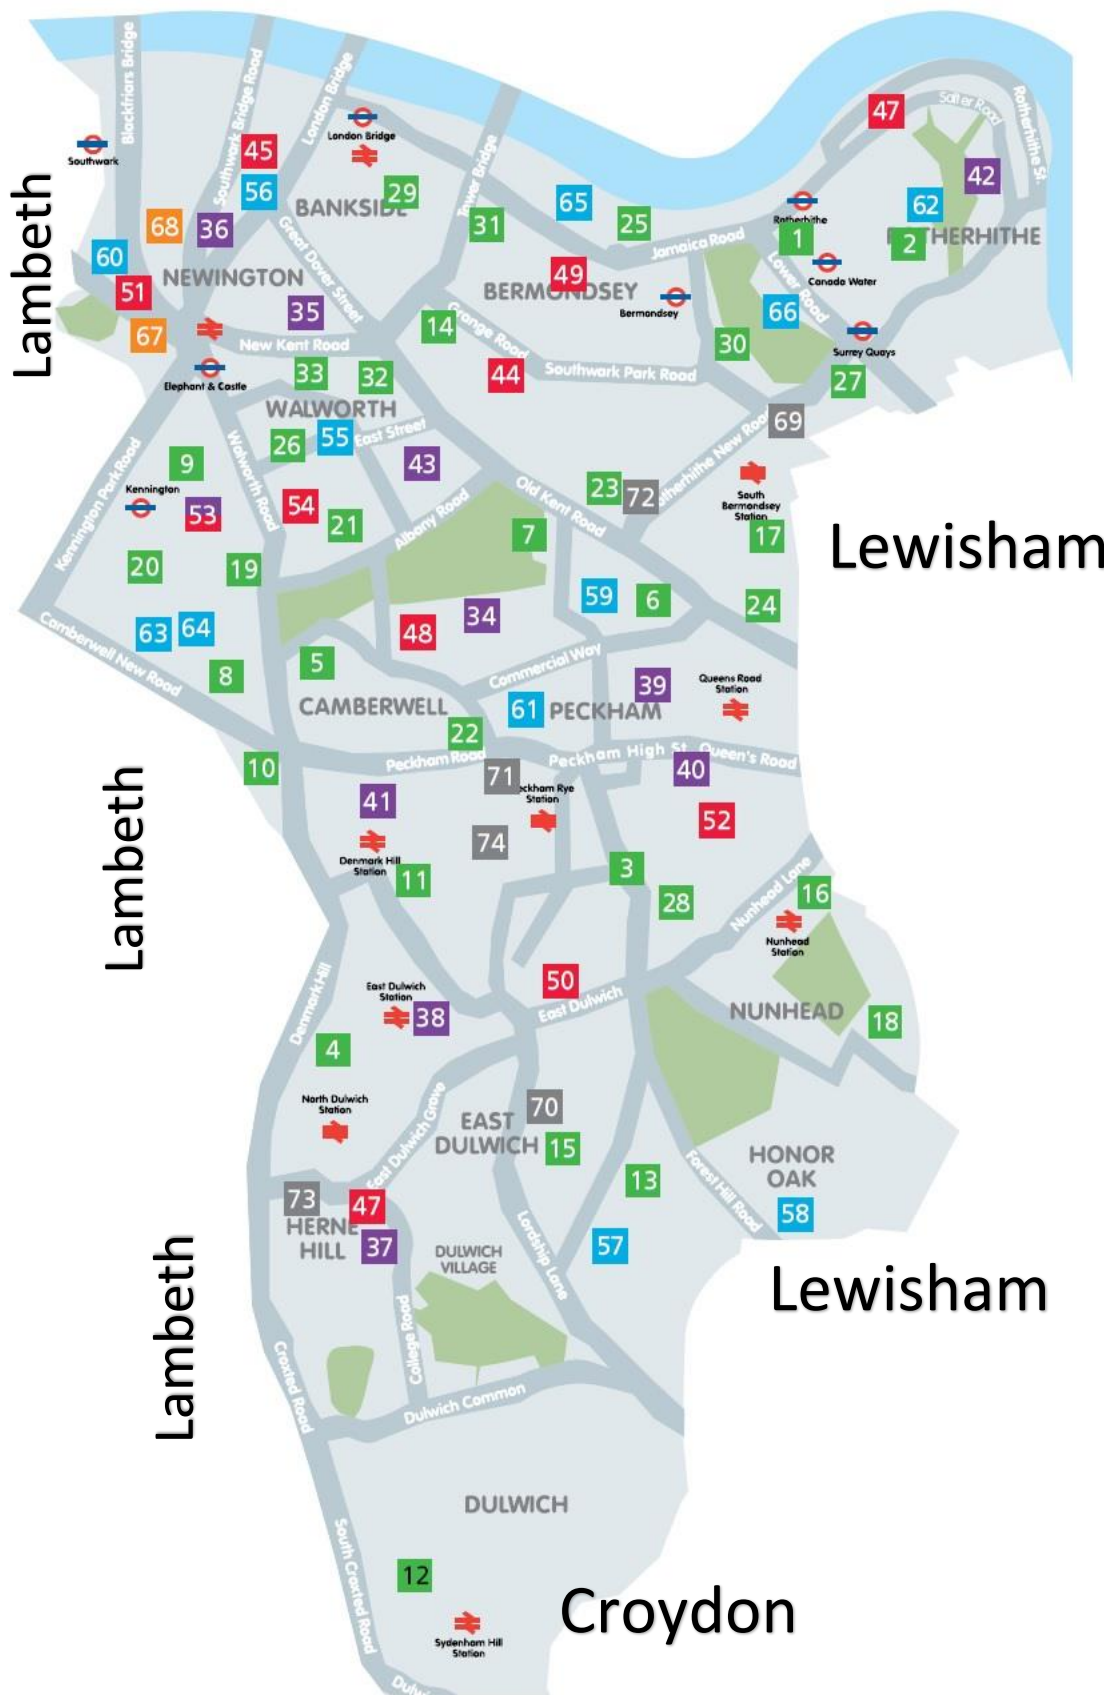 Blackfriars Bridge
Southwark Bridge Road
London Bridge
London Bridge
Southwark
45
56
29
BANKSIDE
Tower Bridge
31
65
25
47
Salter Road
Rotherhithe St.
42
62
Rotherhithe
1
2
ROTHERHITHE
Lambeth
68
36
60
51
67
NEWINGTON
Great Dover Street
35
New Kent Road
Elephant & Castle
Jamaica Road
49
BERMONDSEY
Bermondsey
Lower Road
Canada Water
66
Surrey Quays
30
27
14
Grange Road
44
Southwark Park Road
33
32
WALWORTH
26
55
East Street
43
69
Rotherhithe New Road
9
Kennington Park Road
Kennington
53
Walworth Road
54
21
Albany Road
Old Kent Road
23
72
South
Bermondsey
Station
17
Lewisham
7
20
19
59
6
24
63
64
Camberwell New Road
8
5
48
34
Commercial Way
CAMBERWELL
61
PECKHAM
39
Queens Road
Station
22
10
Peckham Road
Peckham High St.
Queen's Road
40
71
Peckham Rye
Station
Lambeth
41
Denmark Hill
Station
74
52
11
3
28
Nunhead Lane
16
Nunhead
Station
50
East Dulwich
NUNHEAD
18
Denmark Hill
East Dulwich
Station
38
4
North Dulwich
Station
East Dulwich Grove
EAST
DULWICH
70
15
13
HONOR
OAK
58
Forest Hill Road
73
47
HERNE
HILL
37
DULWICH
VILLAGE
Lordship Lane
57
Lewisham
Lambeth
Croxted Road
College Road
Dulwich Common
DULWICH
South Croxted Road
12
Sydenham Hill
Station
Croydon